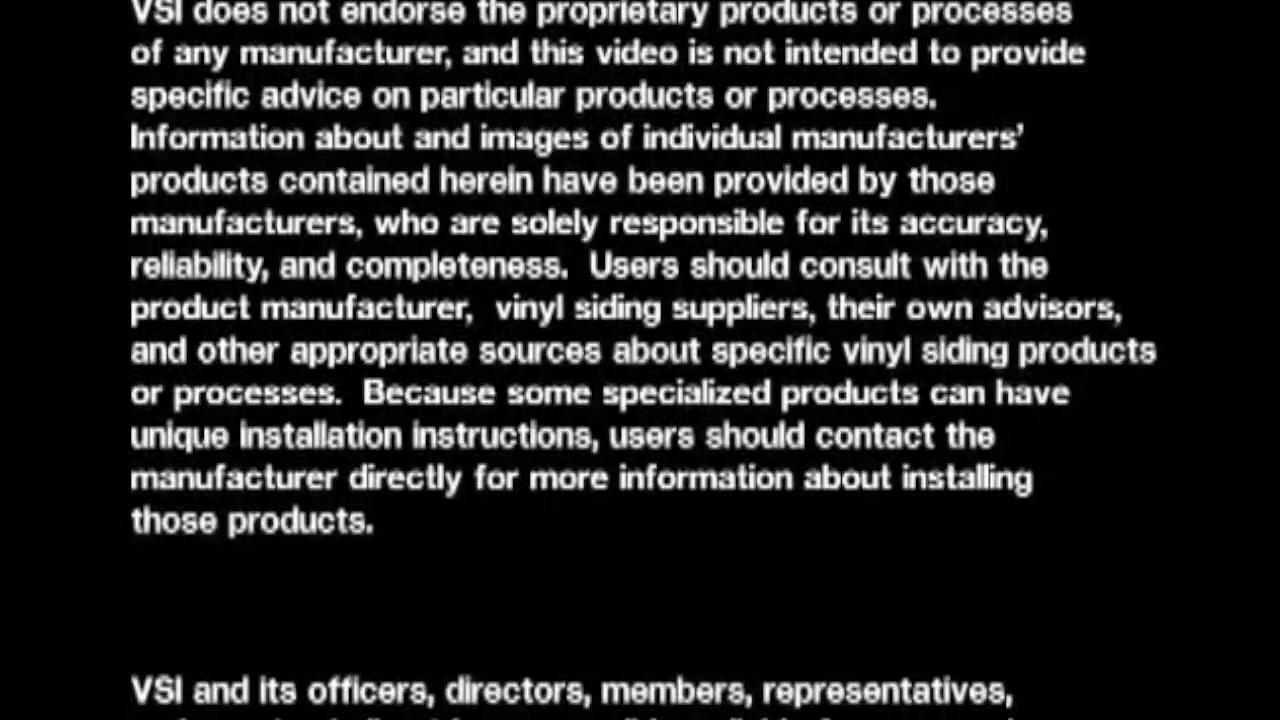 VSI does not endorse the proprietary products or processes
of any manufacturer, and this video is not intended to provide
specific advice on particular products or processes.
Information about and images of individual manufacturers'
products contained herein have been provided by those
manufacturers, who are solely responsible for its accuracy,
reliability, and completeness.  Users should consult with the
product manufacturer,  vinyl siding suppliers, their own advisors,
and other appropriate sources about specific vinyl siding products
or processes.  Because some specialized products can have
unique installation instructions, users should contact the
manufacturer directly for more information about installing
those products.
VSI and its officers, directors, members, representatives,